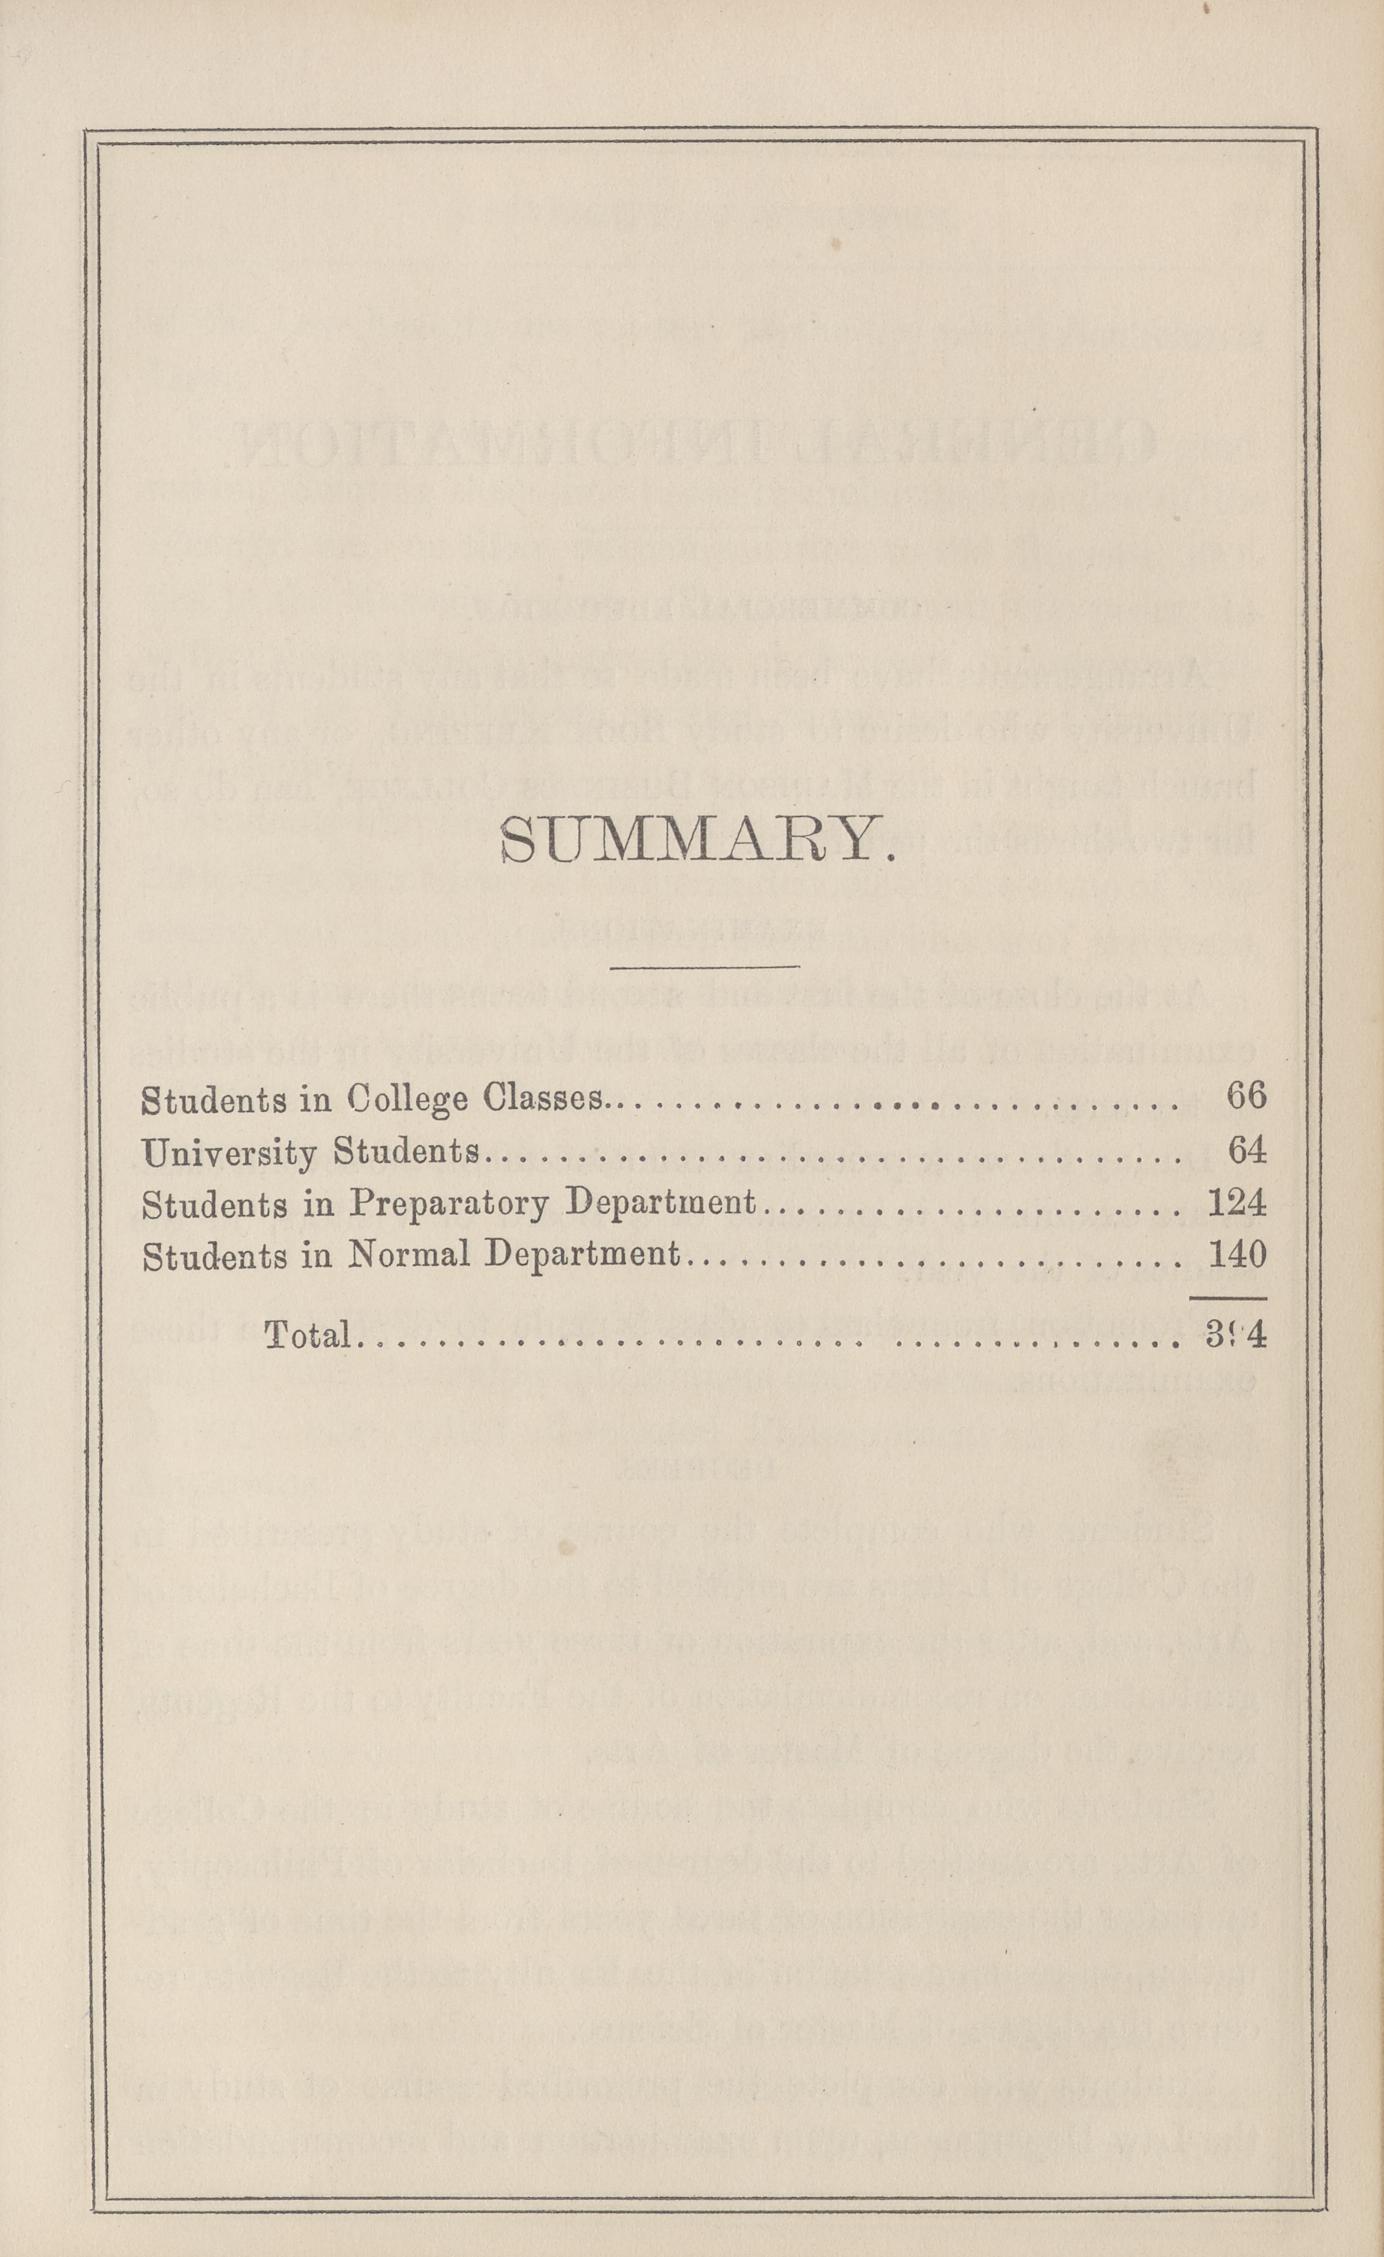 SUMMARY.
Students in College Classes................................ 66
University Students.................................... 64
Students in Preparatory Department...................... 124
Students in Normal Department.......................... 140
Total.......................... ............... 394